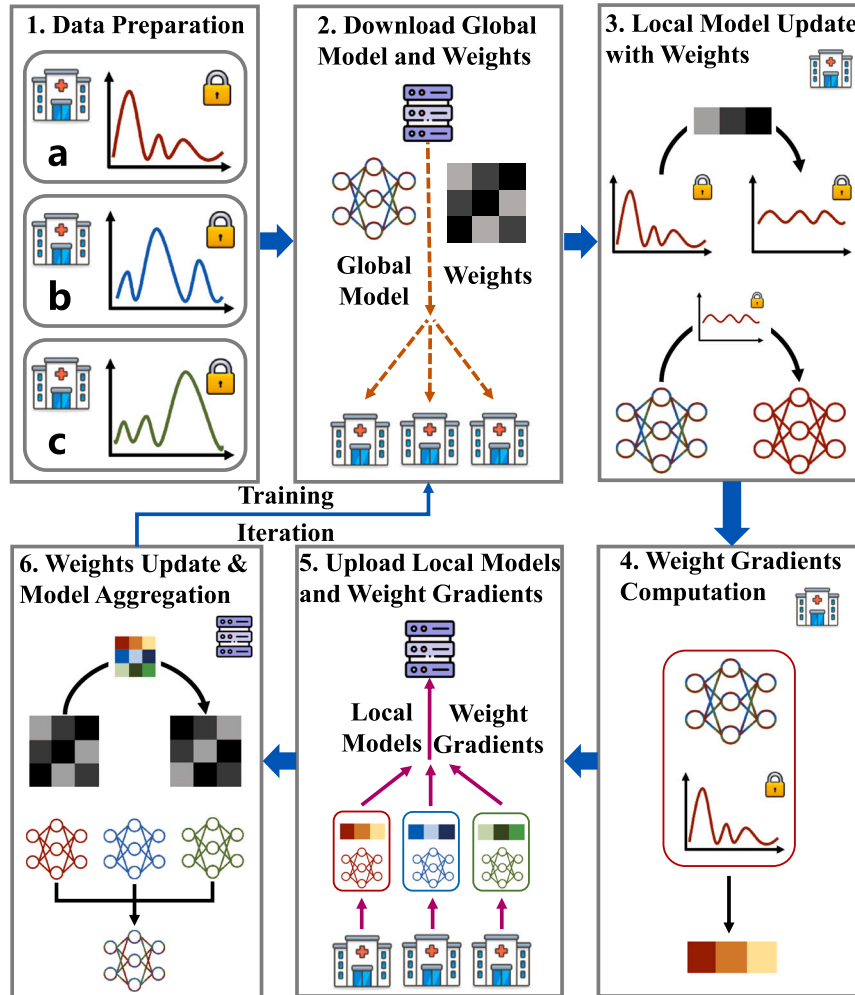 1. Data Preparation
a
b
c
2. Download Global
Model and Weights
Global
Model
Weights
3. Local Model Update
with Weights
Training
Iteration
4. Weight Gradients
Computation
5. Upload Local Models
and Weight Gradients
Local
Models
Weight
Gradients
6. Weights Update &
Model Aggregation